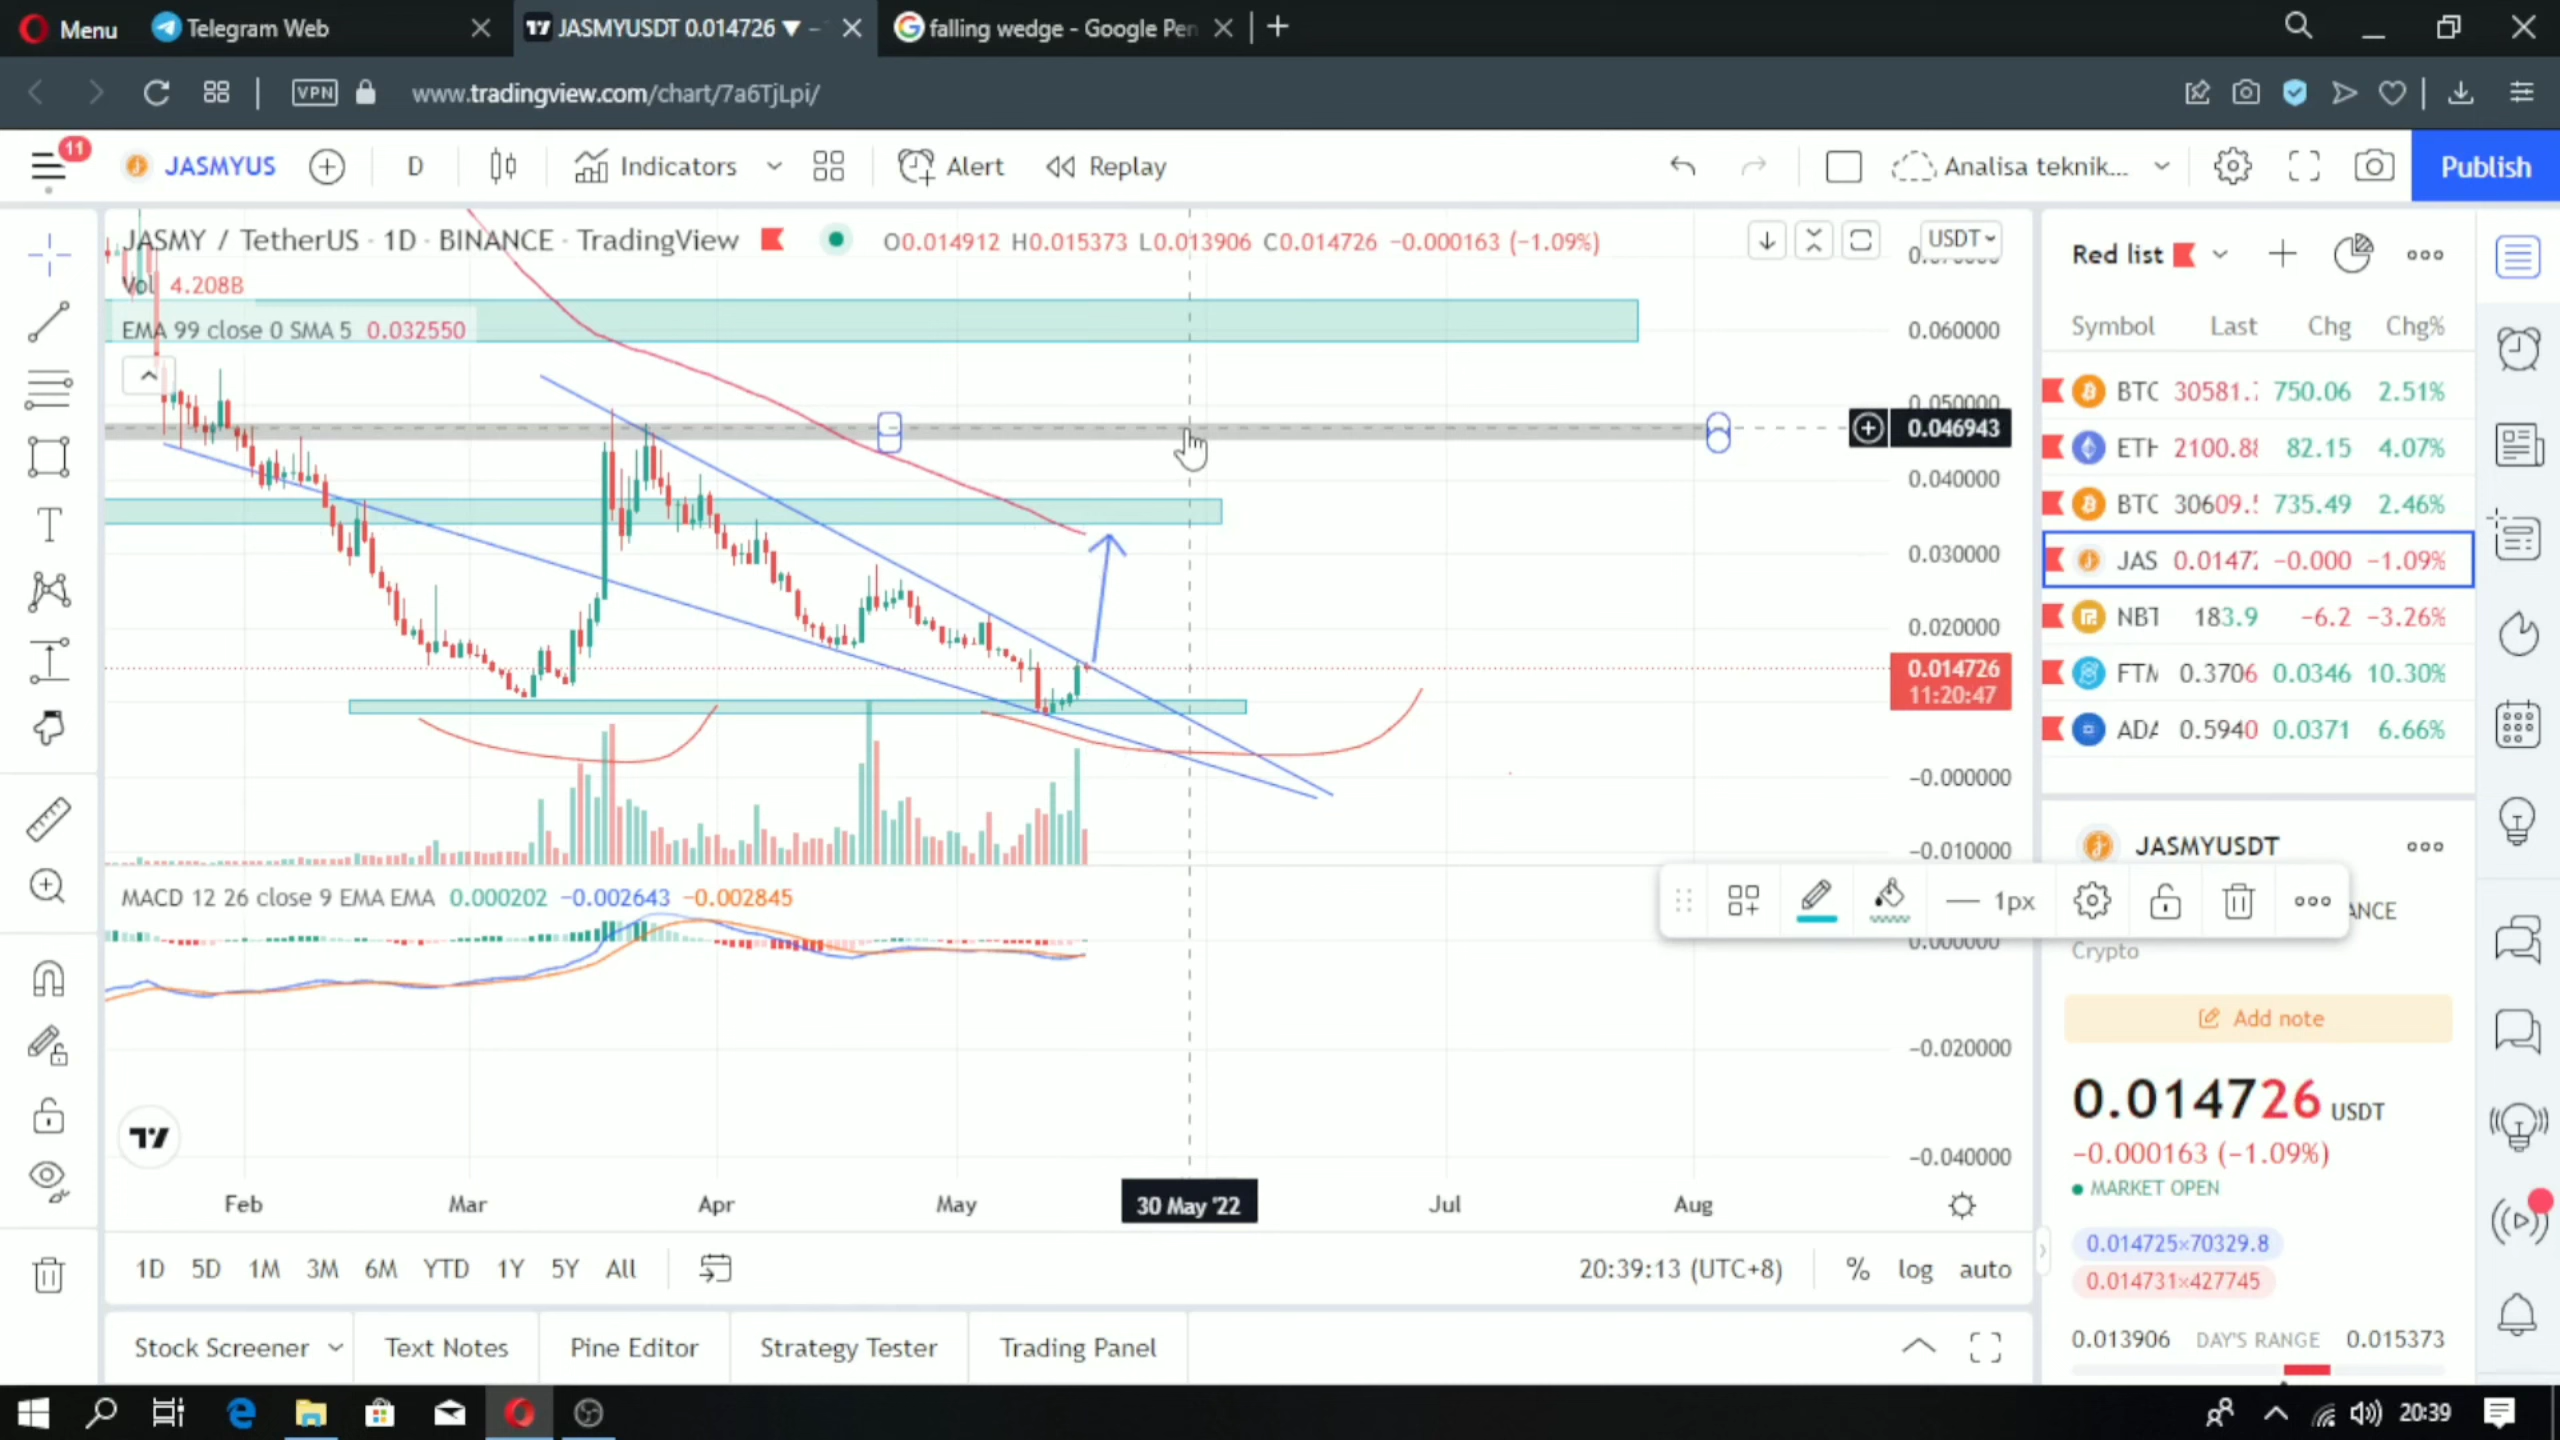 Menu
Telegram Web
JASMYUSDT 0.014726 ▼ –
falling wedge - Google Pen
VPN
www.tradingview.com/chart/7a6TjLpi/
11
JASMYUS
D
Indicators
Alert
Replay
Analisa teknik...
Publish
JASMY / TetherUS · 1D · BINANCE · TradingView
O0.014912 H0.015373 L0.013906 C0.014726 −0.000163 (−1.09%)
USDT
Vol 4.208B
EMA 99 close 0 SMA 5 0.032550
0.060000
0.050000
0.046943
0.040000
0.030000
0.020000
0.014726
11:20:47
−0.000000
−0.010000
MACD 12 26 close 9 EMA EMA 0.000202 −0.002643 −0.002845
0.000000
−0.020000
−0.040000
Feb
Mar
Apr
May
30 May '22
Jul
Aug
1D
5D
1M
3M
6M
YTD
1Y
5Y
All
20:39:13 (UTC+8)
%
log
auto
Stock Screener
Text Notes
Pine Editor
Strategy Tester
Trading Panel
Red list
Symbol Last Chg Chg%
BTC 30581. 750.06 2.51%
ETH 2100.88 82.15 4.07%
BTC 30609.5 735.49 2.46%
JAS 0.01472 −0.000 −1.09%
NBT 183.9 −6.2 −3.26%
FTM 0.3706 0.0346 10.30%
ADA 0.5940 0.0371 6.66%
JASMYUSDT
1px
ANCE
Crypto
Add note
0.014726 USDT
−0.000163 (−1.09%)
MARKET OPEN
0.014725×70329.8
0.014731×427745
0.013906 DAY'S RANGE 0.015373
20:39